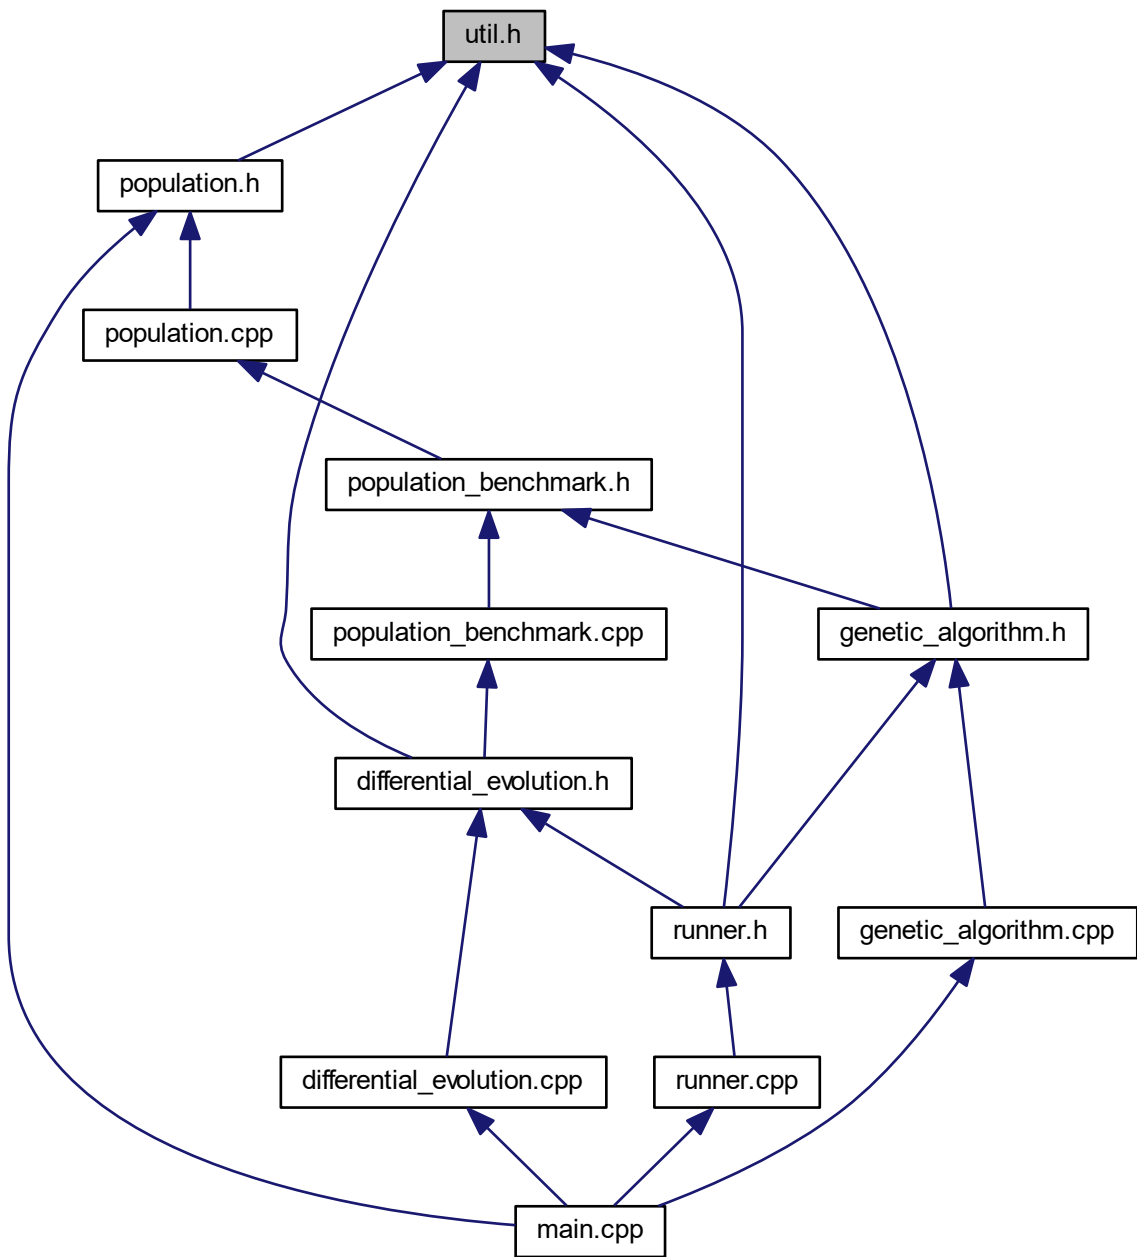 util.h
population.h
population.cpp
population_benchmark.h
population_benchmark.cpp
genetic_algorithm.h
differential_evolution.h
runner.h
genetic_algorithm.cpp
differential_evolution.cpp
runner.cpp
main.cpp